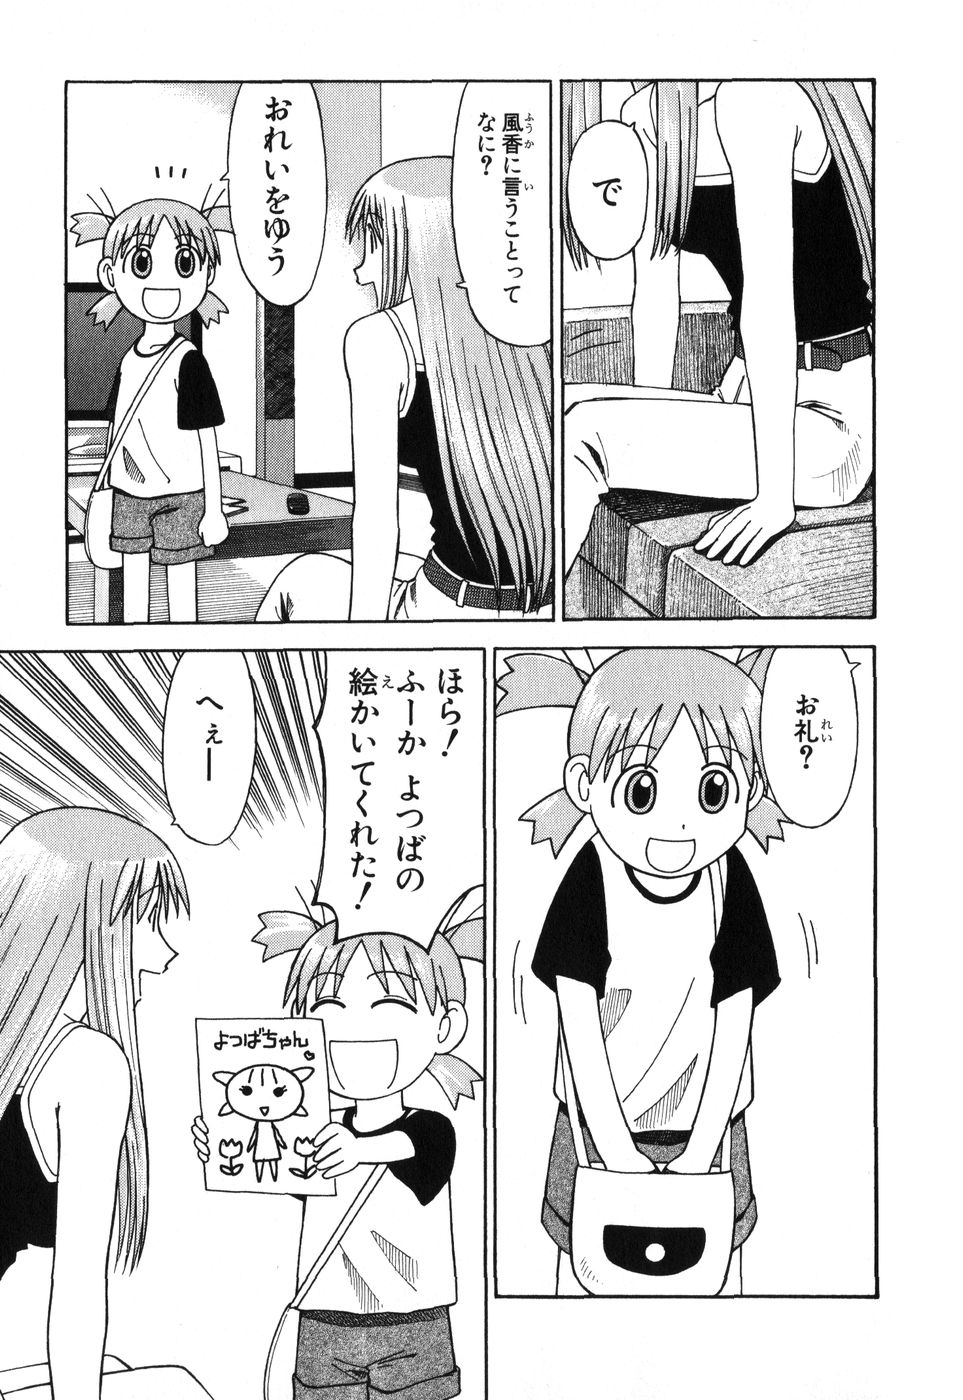 で
風香に言うことって
なに？
おれいをゆう
お礼？
ほら！
ふーか よつばの
絵かいてくれた！
よつばちゃん
へぇー